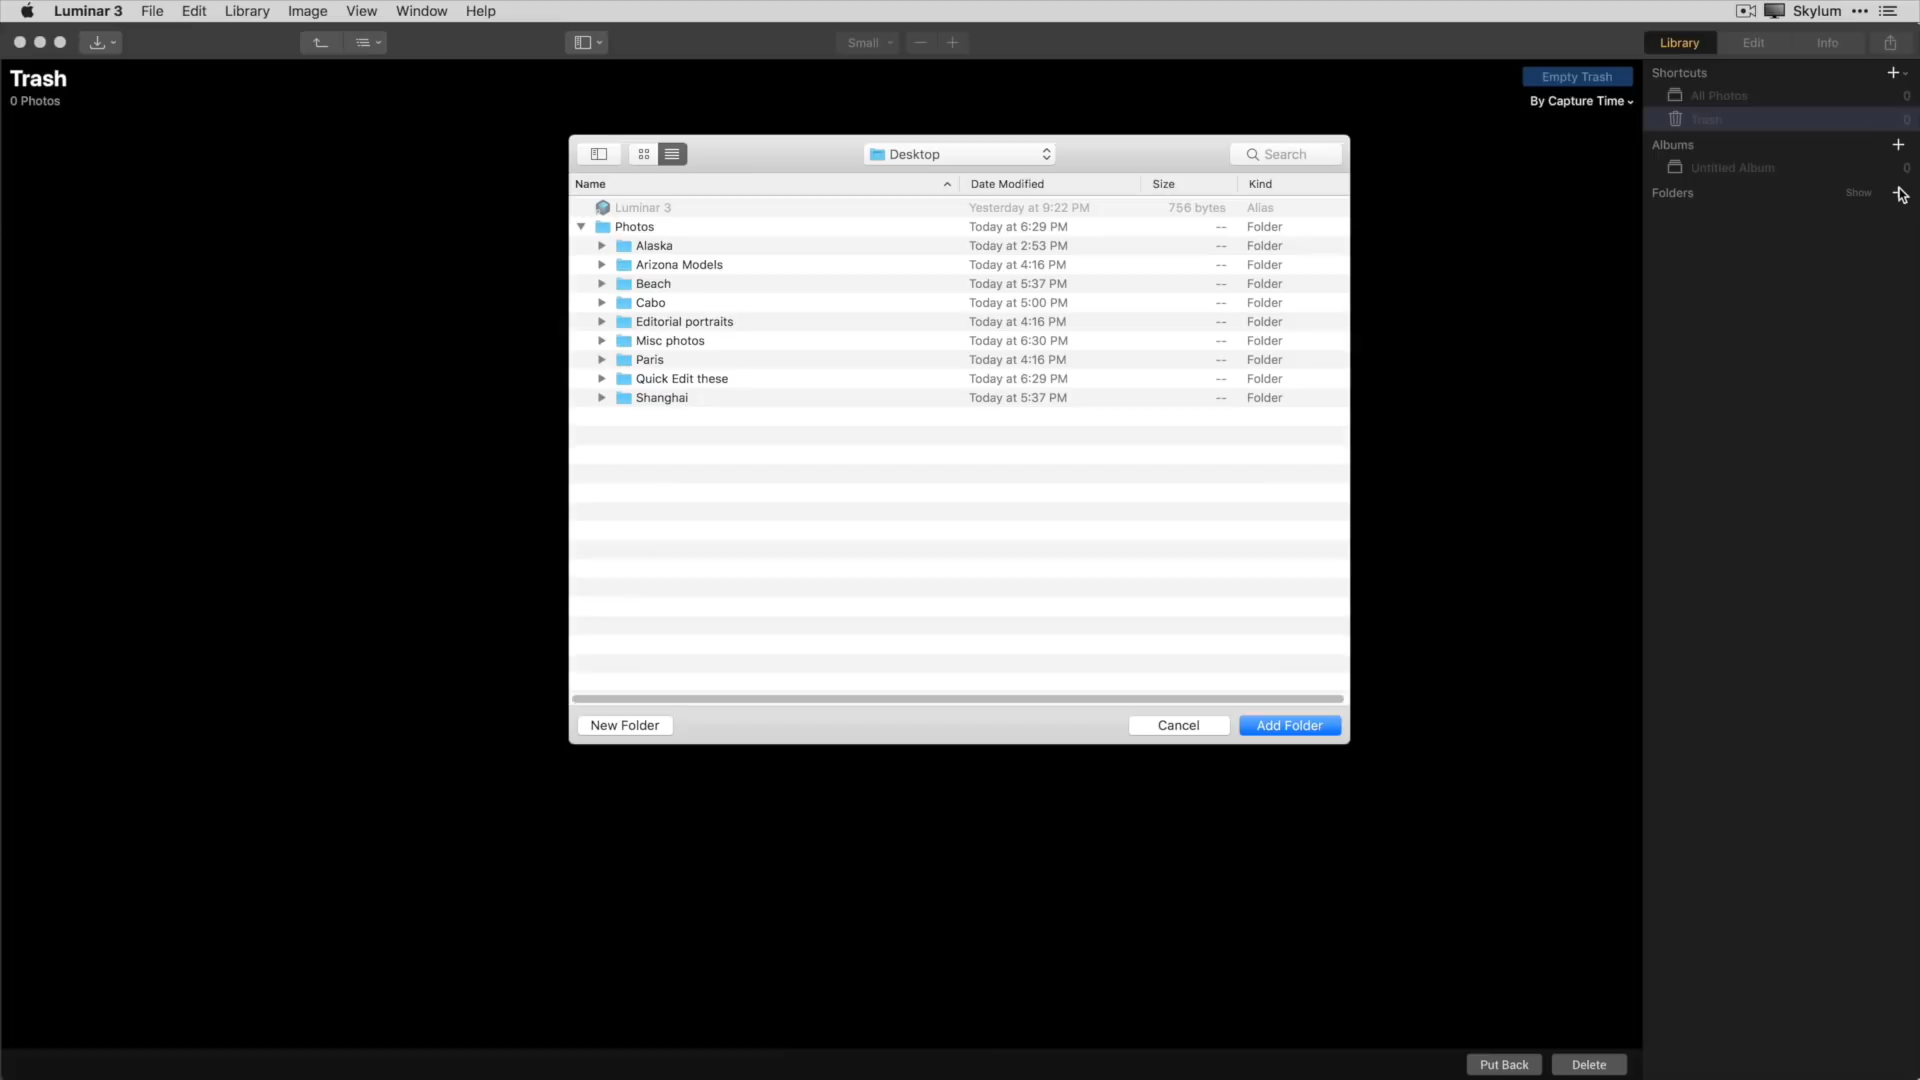 Luminar 3 File Edit Library Image View Window Help Skylum
Small Library Edit Info
Trash
0 Photos
Empty Trash
By Capture Time
Shortcuts
All Photos 0
Trash 0
Albums
Untitled Album 0
Folders Show
Desktop Search
Name Date Modified Size Kind
Luminar 3 Yesterday at 9:22 PM 756 bytes Alias
Photos Today at 6:29 PM -- Folder
Alaska Today at 2:53 PM -- Folder
Arizona Models Today at 4:16 PM -- Folder
Beach Today at 5:37 PM -- Folder
Cabo Today at 5:00 PM -- Folder
Editorial portraits Today at 4:16 PM -- Folder
Misc photos Today at 6:30 PM -- Folder
Paris Today at 4:16 PM -- Folder
Quick Edit these Today at 6:29 PM -- Folder
Shanghai Today at 5:37 PM -- Folder
New Folder Cancel Add Folder
Put Back Delete